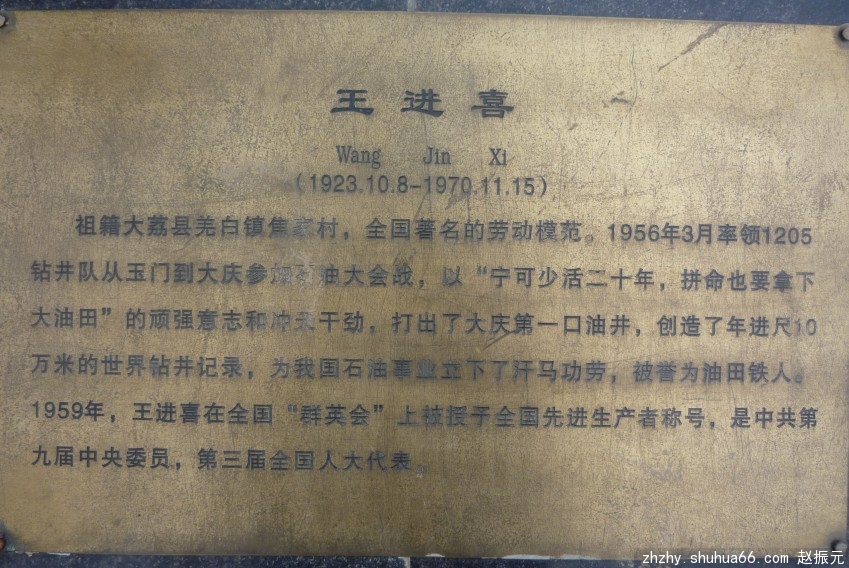 王进喜
Wang Jin Xi
(1923.10.8-1970.11.15)
祖籍大荔县羌白镇焦家村，全国著名的劳动模范。1956年3月率领1205
钻井队从玉门到大庆参加石油大会战，以“宁可少活二十年，拼命也要拿下
大油田”的顽强意志和冲天干劲，打出了大庆第一口油井，创造了年进尺10
万米的世界钻井记录，为我国石油事业立下了汗马功劳，被誉为油田铁人。
1959年，王进喜在全国“群英会”上被授于全国先进生产者称号，是中共第
九届中央委员，第三届全国人大代表。
zhzhy.shuhua66.com 赵振元